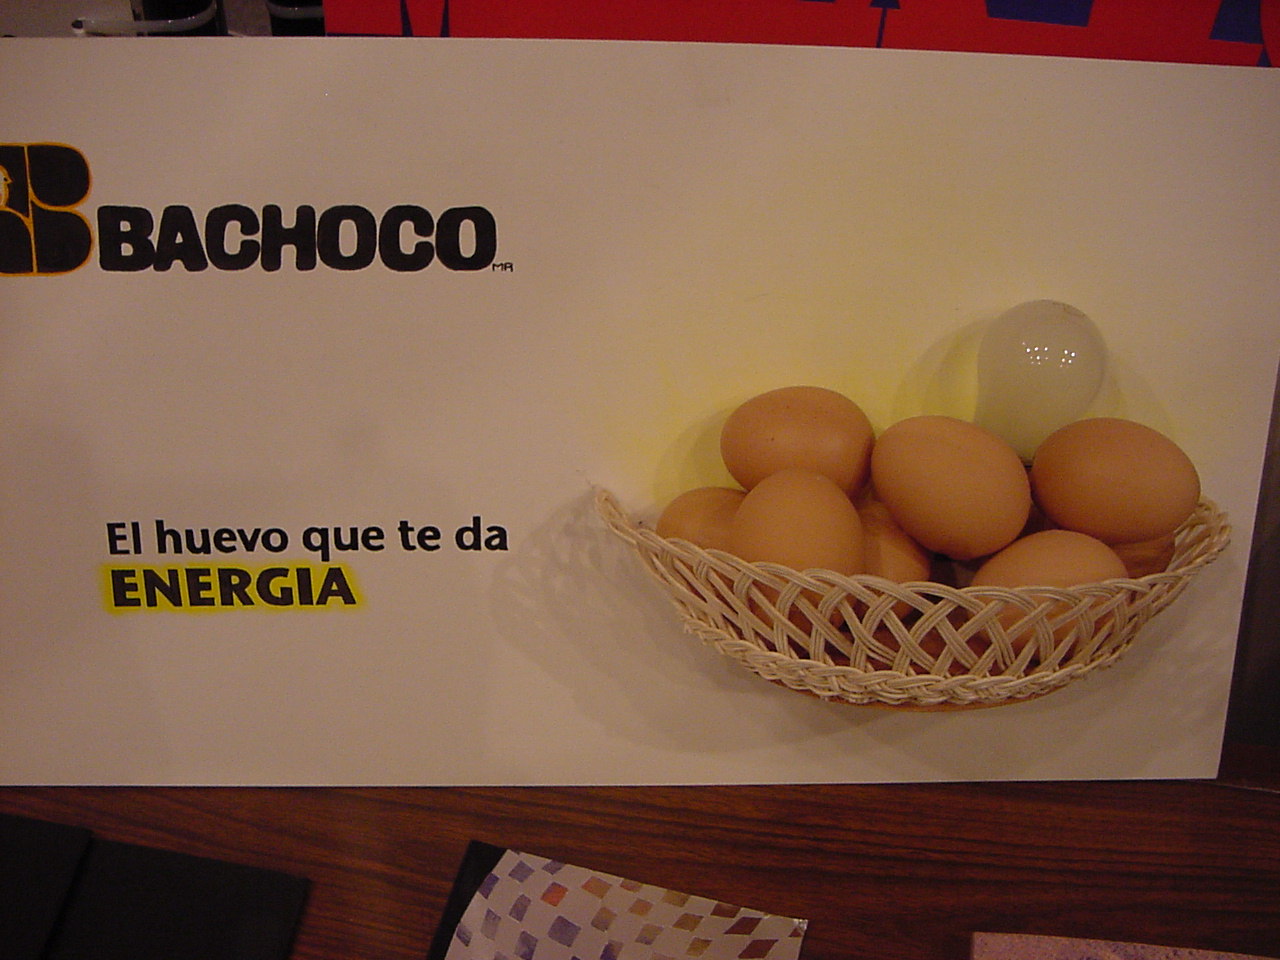 BACHOCO MR
El huevo que te da
ENERGIA